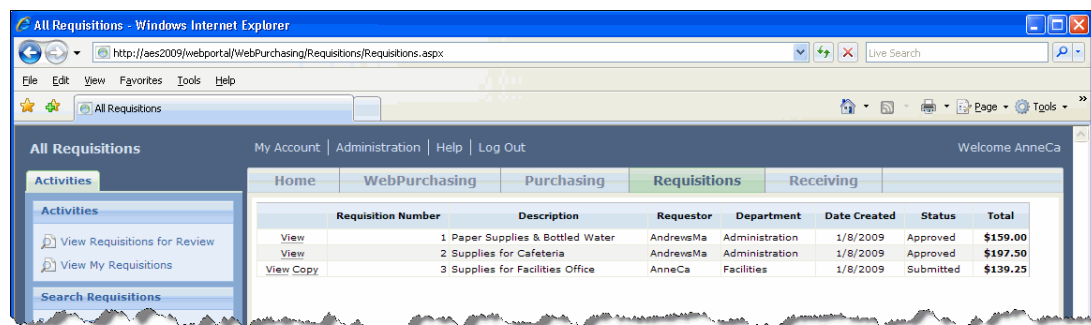 All Requisitions - Windows Internet Explorer
http://aes2009/webportal/WebPurchasing/Requisitions/Requisitions.aspx
Live Search
File Edit View Favorites Tools Help
All Requisitions
Page Tools »
All Requisitions
My Account | Administration | Help | Log Out
Welcome AnneCa
Activities
Home WebPurchasing Purchasing Requisitions Receiving
Activities
View Requisitions for Review
View My Requisitions
Search Requisitions
Requisition Number Description Requestor Department Date Created Status Total
View 1 Paper Supplies & Bottled Water AndrewsMa Administration 1/8/2009 Approved $159.00
View 2 Supplies for Cafeteria AndrewsMa Administration 1/8/2009 Approved $197.50
View Copy 3 Supplies for Facilities Office AnneCa Facilities 1/8/2009 Submitted $139.25